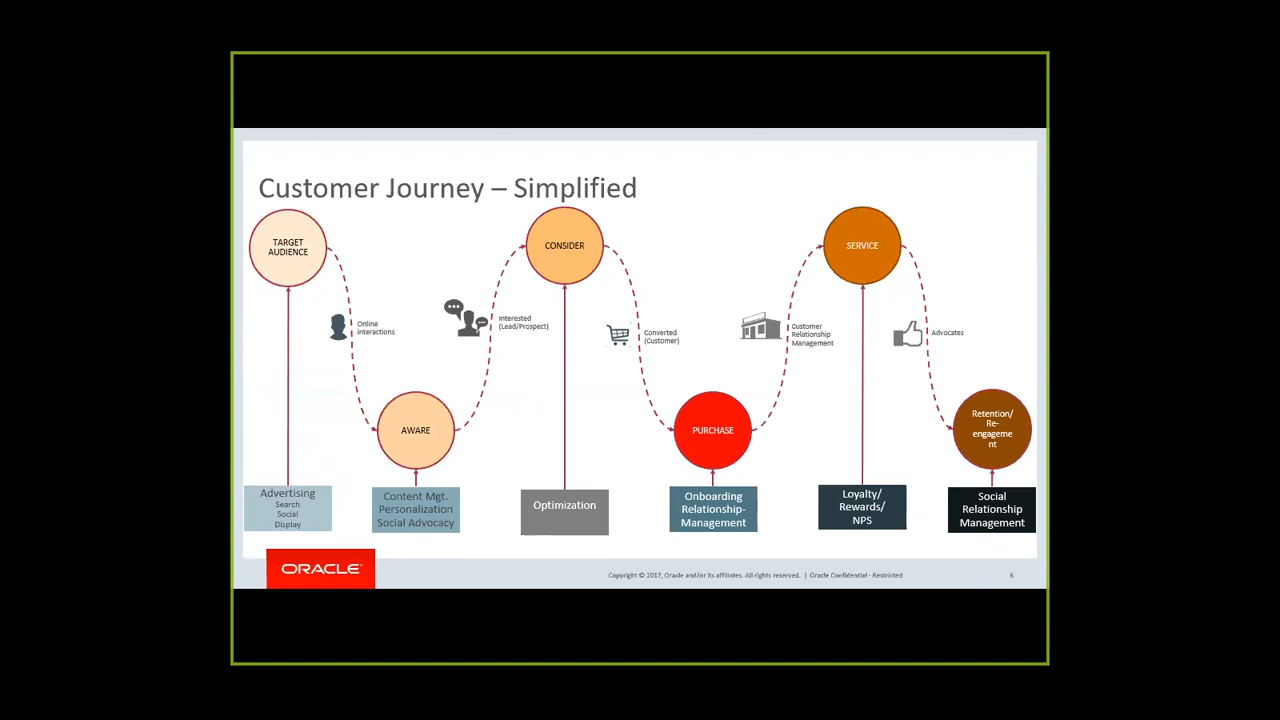 Customer Journey – Simplified
TARGET
AUDIENCE
CONSIDER
SERVICE
Online
interactions
Interested
(Lead/Prospect)
Converted
(Customer)
Customer
Relationship
Management
Advocates
AWARE
PURCHASE
Retention/
Re-
engageme
nt
Advertising
Search
Social
Display
Content Mgt.
Personalization
Social Advocacy
Optimization
Onboarding
Relationship-
Management
Loyalty/
Rewards/
NPS
Social
Relationship
Management
ORACLE
Copyright © 2017, Oracle and/or its affiliates. All rights reserved. | Oracle Confidential - Restricted
6